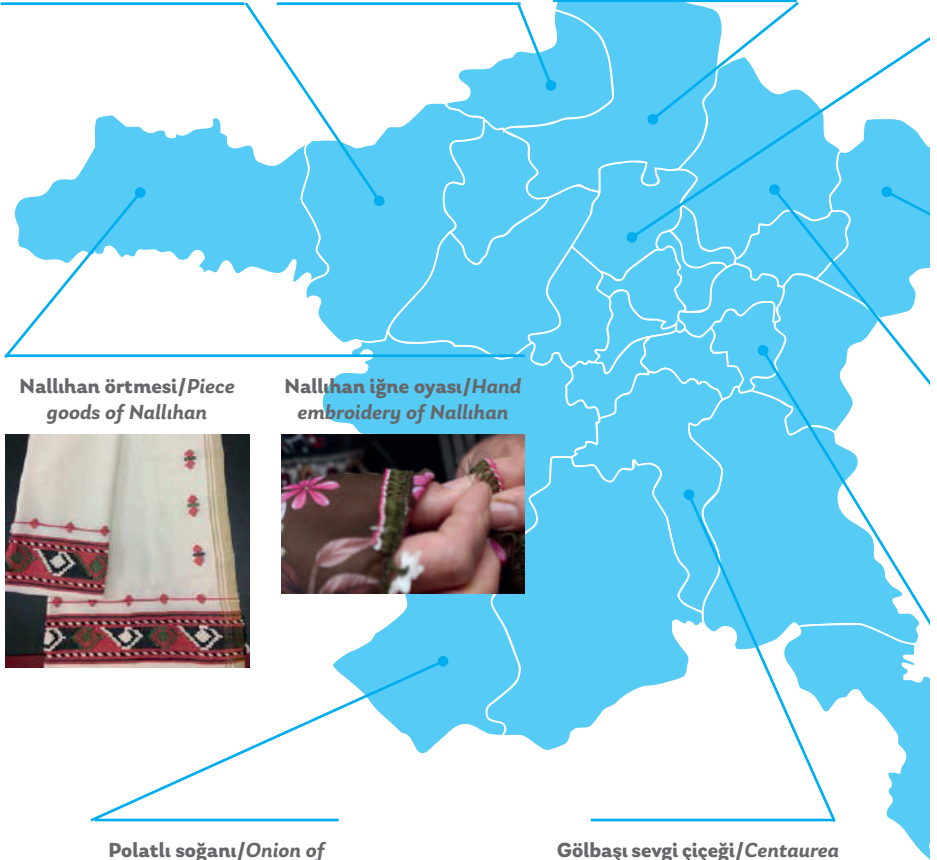 Nallıhan örtmesi/Piece
goods of Nallıhan
Nallıhan iğne oyası/Hand
embroidery of Nallıhan
Polatlı soğanı/Onion of
Gölbaşı sevgi çiçeği/Centaurea